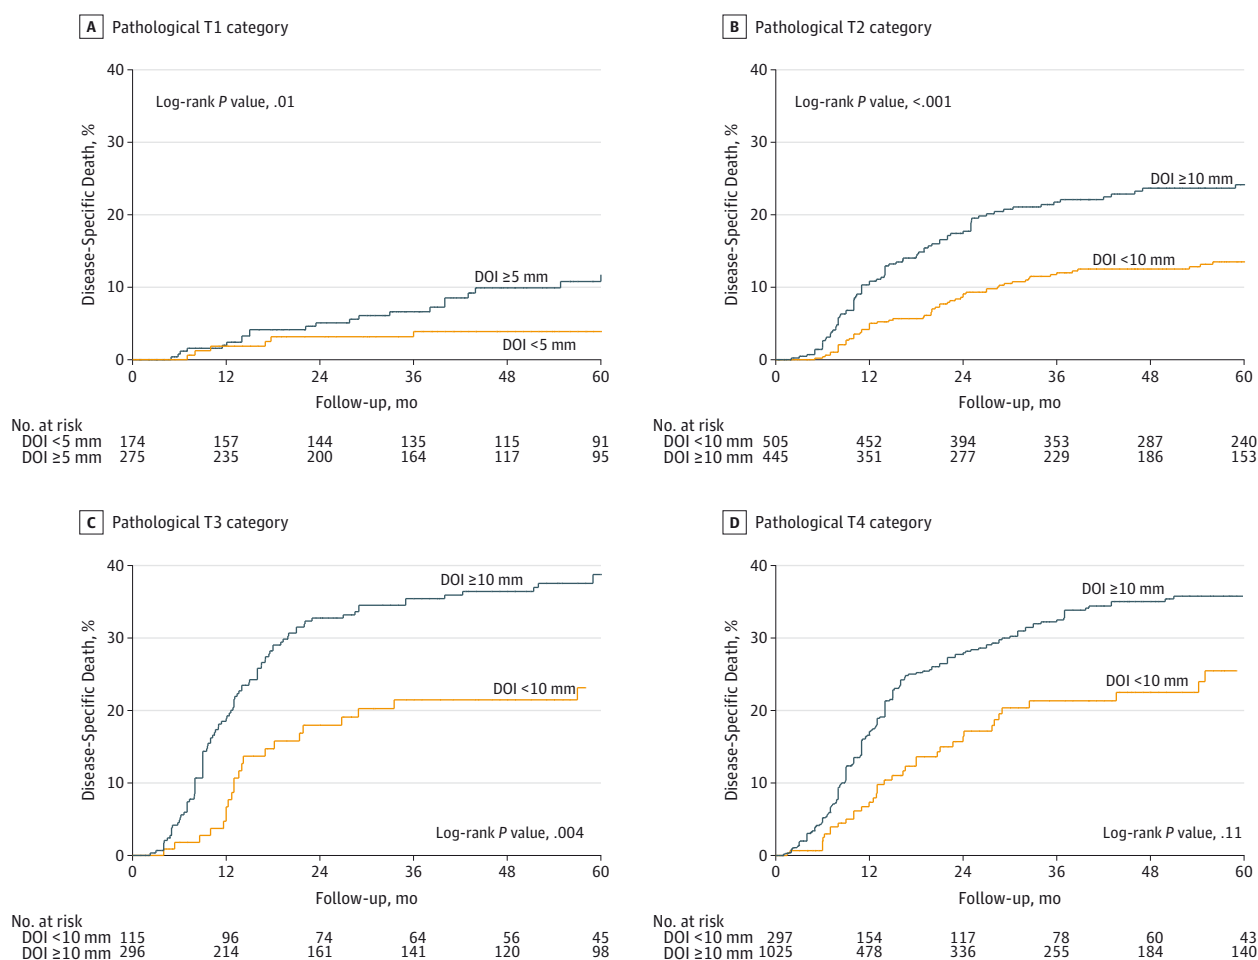 A Pathological T1 category
40
30
20
10
0
Disease-Specific Death, %
Log-rank P value, .01
DOI ≥5 mm
DOI <5 mm
0 12 24 36 48 60
Follow-up, mo
No. at risk
DOI <5 mm 174 157 144 135 115 91
DOI ≥5 mm 275 235 200 164 117 95
B Pathological T2 category
40
30
20
10
0
Disease-Specific Death, %
Log-rank P value, <.001
DOI ≥10 mm
DOI <10 mm
0 12 24 36 48 60
Follow-up, mo
No. at risk
DOI <10 mm 505 452 394 353 287 240
DOI ≥10 mm 445 351 277 229 186 153
C Pathological T3 category
40
30
20
10
0
Disease-Specific Death, %
DOI ≥10 mm
DOI <10 mm
Log-rank P value, .004
0 12 24 36 48 60
Follow-up, mo
No. at risk
DOI <10 mm 115 96 74 64 56 45
DOI ≥10 mm 296 214 161 141 120 98
D Pathological T4 category
40
30
20
10
0
Disease-Specific Death, %
DOI ≥10 mm
DOI <10 mm
Log-rank P value, .11
0 12 24 36 48 60
Follow-up, mo
No. at risk
DOI <10 mm 297 154 117 78 60 43
DOI ≥10 mm 1025 478 336 255 184 140